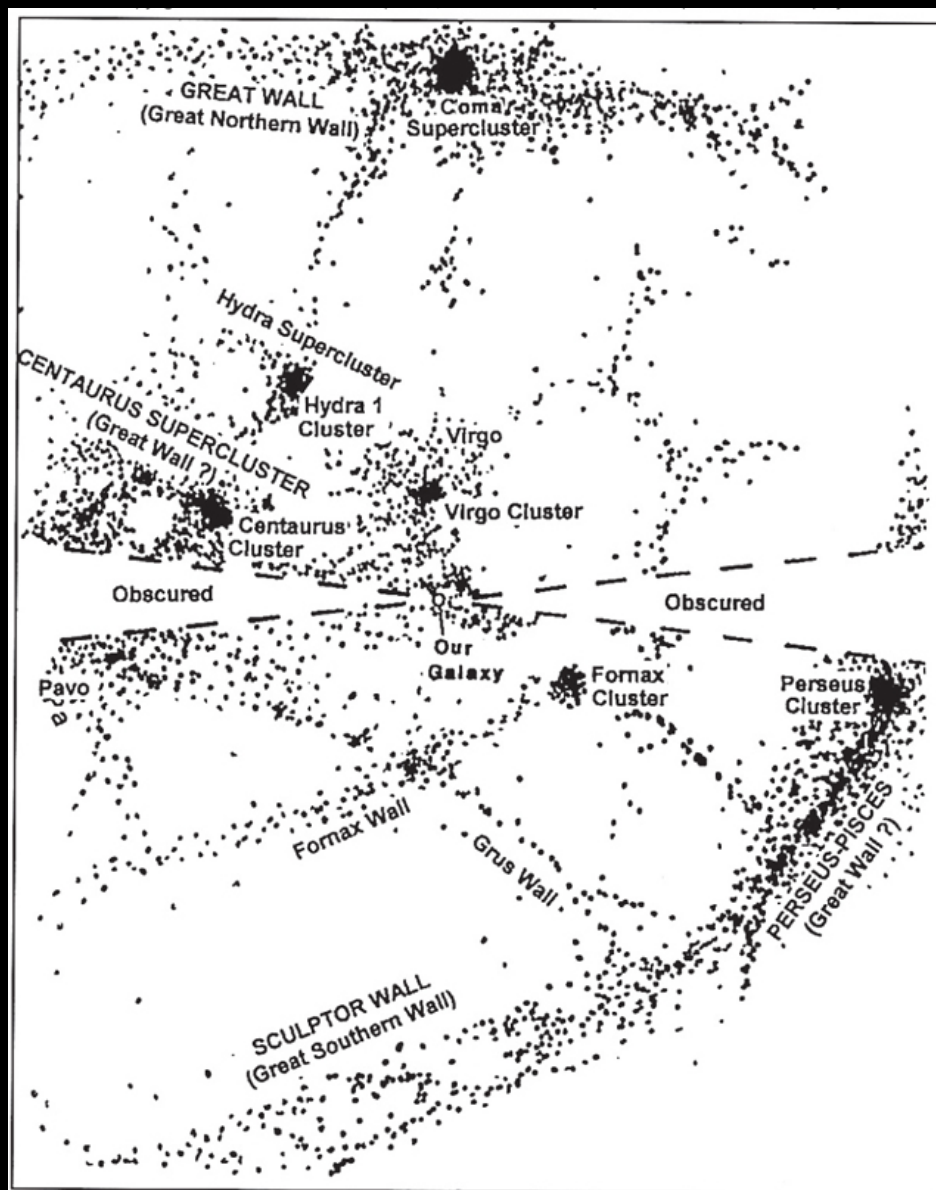 GREAT WALL
(Great Northern Wall)
Coma
Supercluster
Hydra Supercluster
CENTAURUS SUPERCLUSTER
(Great Wall ?)
Hydra 1
Cluster
Virgo
Virgo Cluster
Centaurus
Cluster
Obscured
Obscured
Our
Galaxy
Pavo
Fornax
Cluster
Perseus
Cluster
Fornax Wall
Grus Wall
PERSEUS-PISCES
(Great Wall ?)
SCULPTOR WALL
(Great Southern Wall)